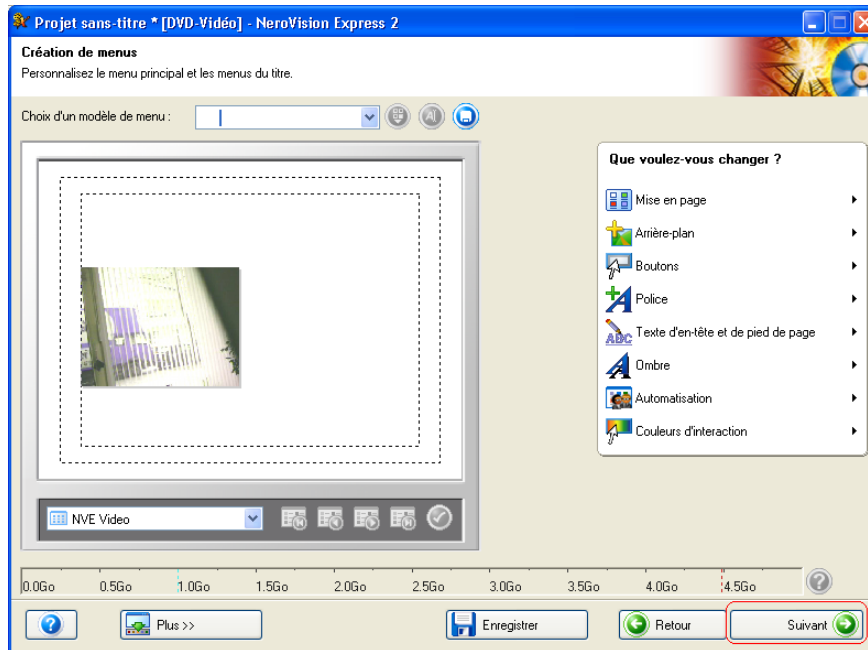 Projet sans-titre * [DVD-Vidéo] - NeroVision Express 2
Création de menus
Personnalisez le menu principal et les menus du titre.
Choix d'un modèle de menu :
Que voulez-vous changer ?
Mise en page
Arrière-plan
Boutons
Police
Texte d'en-tête et de pied de page
Ombre
Automatisation
Couleurs d'interaction
NVE Video
0.0Go 0.5Go 1.0Go 1.5Go 2.0Go 2.5Go 3.0Go 3.5Go 4.0Go 4.5Go
Plus >> Enregistrer Retour Suivant